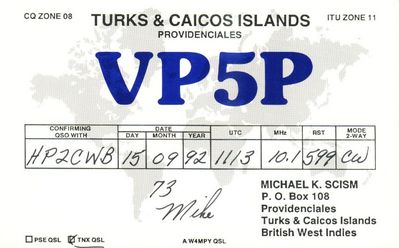 CQ ZONE 08
TURKS & CAICOS ISLANDS
ITU ZONE 11
PROVIDENCIALES
VP5P
CONFIRMING QSO WITH
DATE
DAY MONTH YEAR
UTC
MHz
RST
MODE 2-WAY
HP2CWB 15 09 92 1113 10.1 599 CW
73
Mike
MICHAEL K. SCISM
P. O. Box 108
Providenciales
Turks & Caicos Islands
British West Indies
PSE QSL TNX QSL
A W4MPY QSL